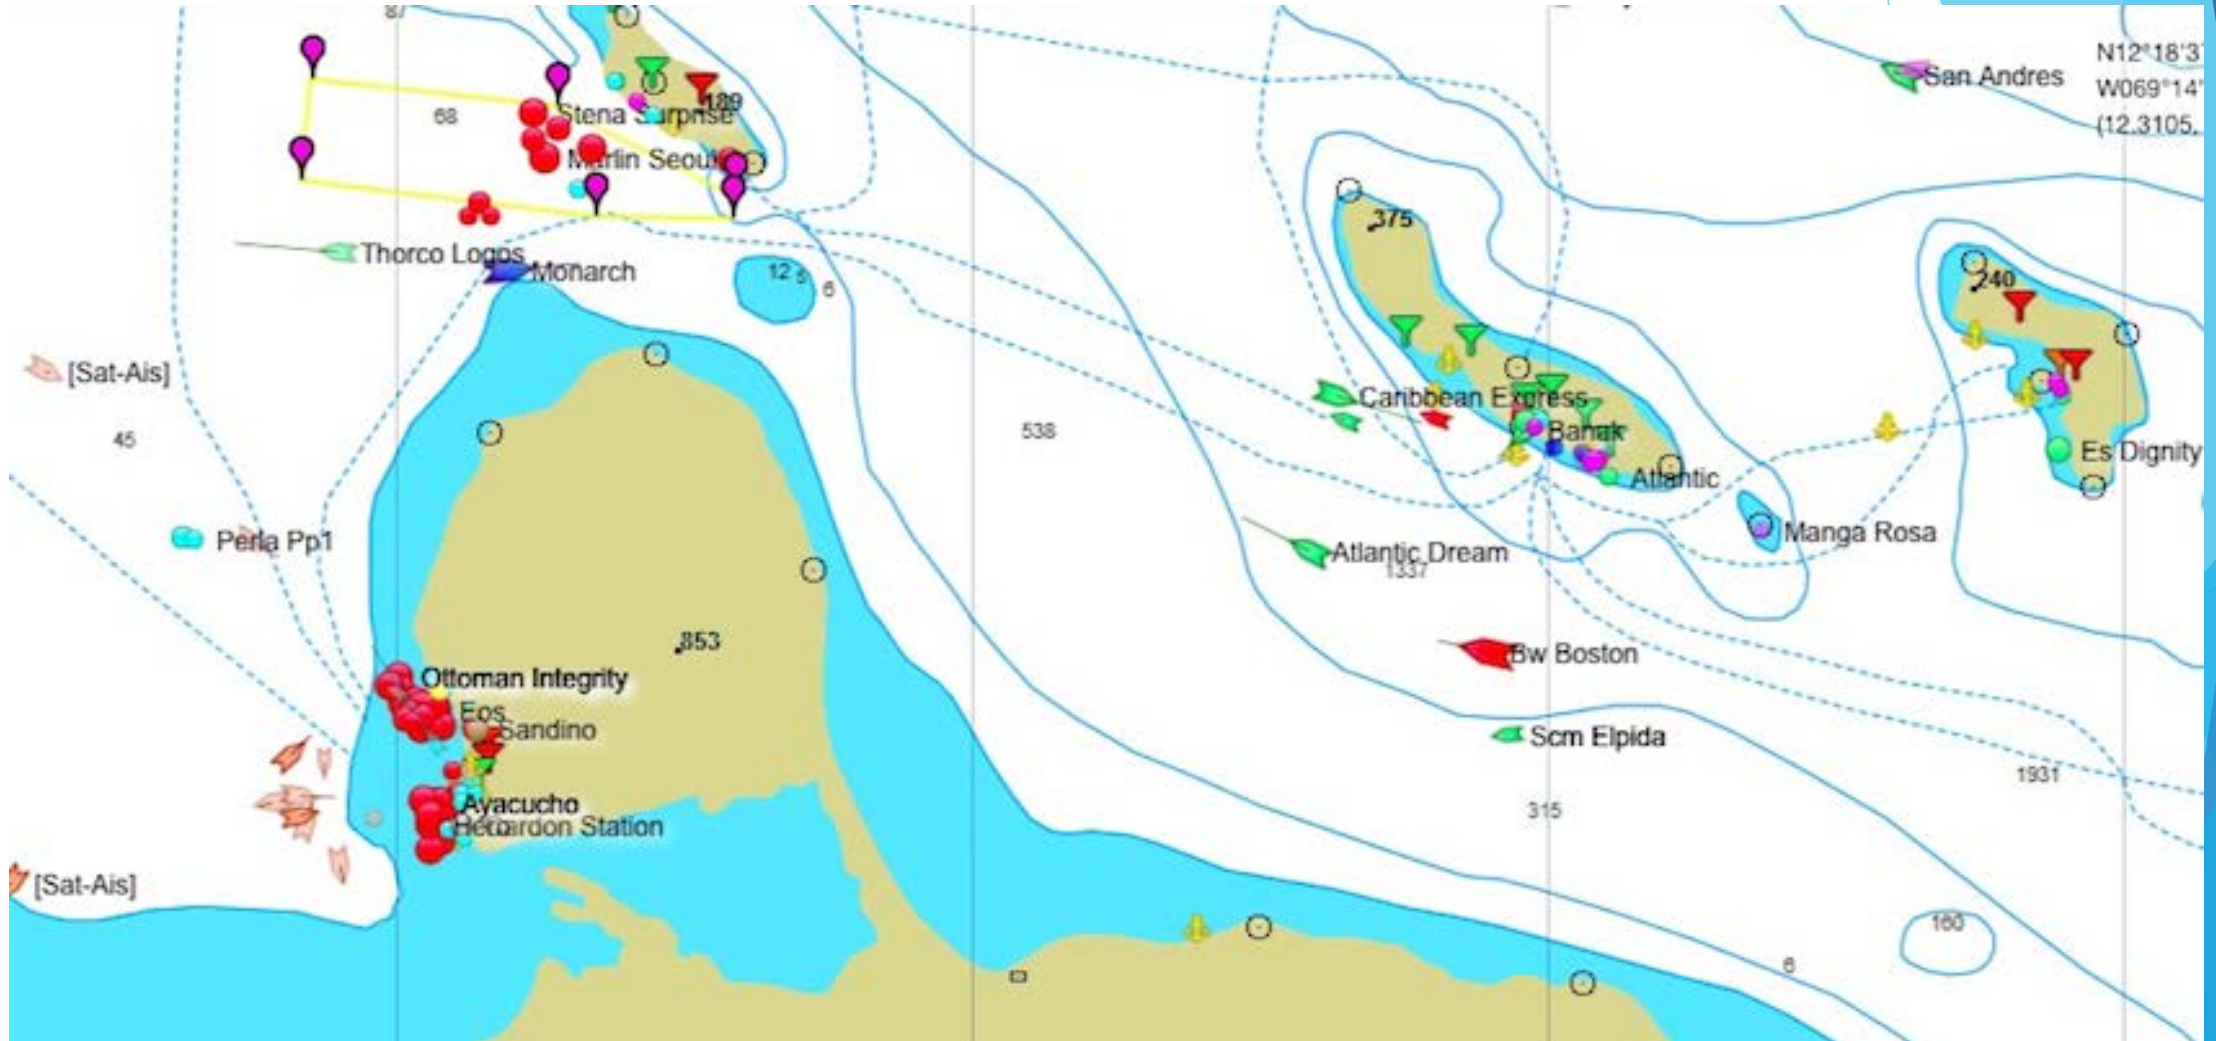 N12°18'3
San Andres
W069°14'
68
189
Stena Surprise
(12.3105,
Marlin Seoul
375
Thorco Logos
Monarch
12
5
6
240
[Sat-Ais]
Caribbean Express
45
538
Banak
Es Dignity
Atlantic
Perla Pp1
Manga Rosa
Atlantic Dream
1337
853
Bw Boston
Ottoman Integrity
Eos
Sandino
Scm Elpida
1931
Ayacucho
315
Station
[Sat-Ais]
160
6